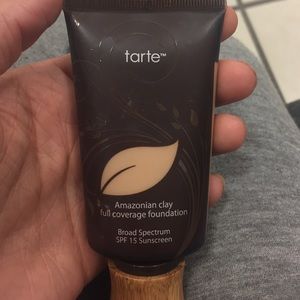 tarte™
Amazonian clay
full coverage foundation
Broad Spectrum
SPF 15 Sunscreen